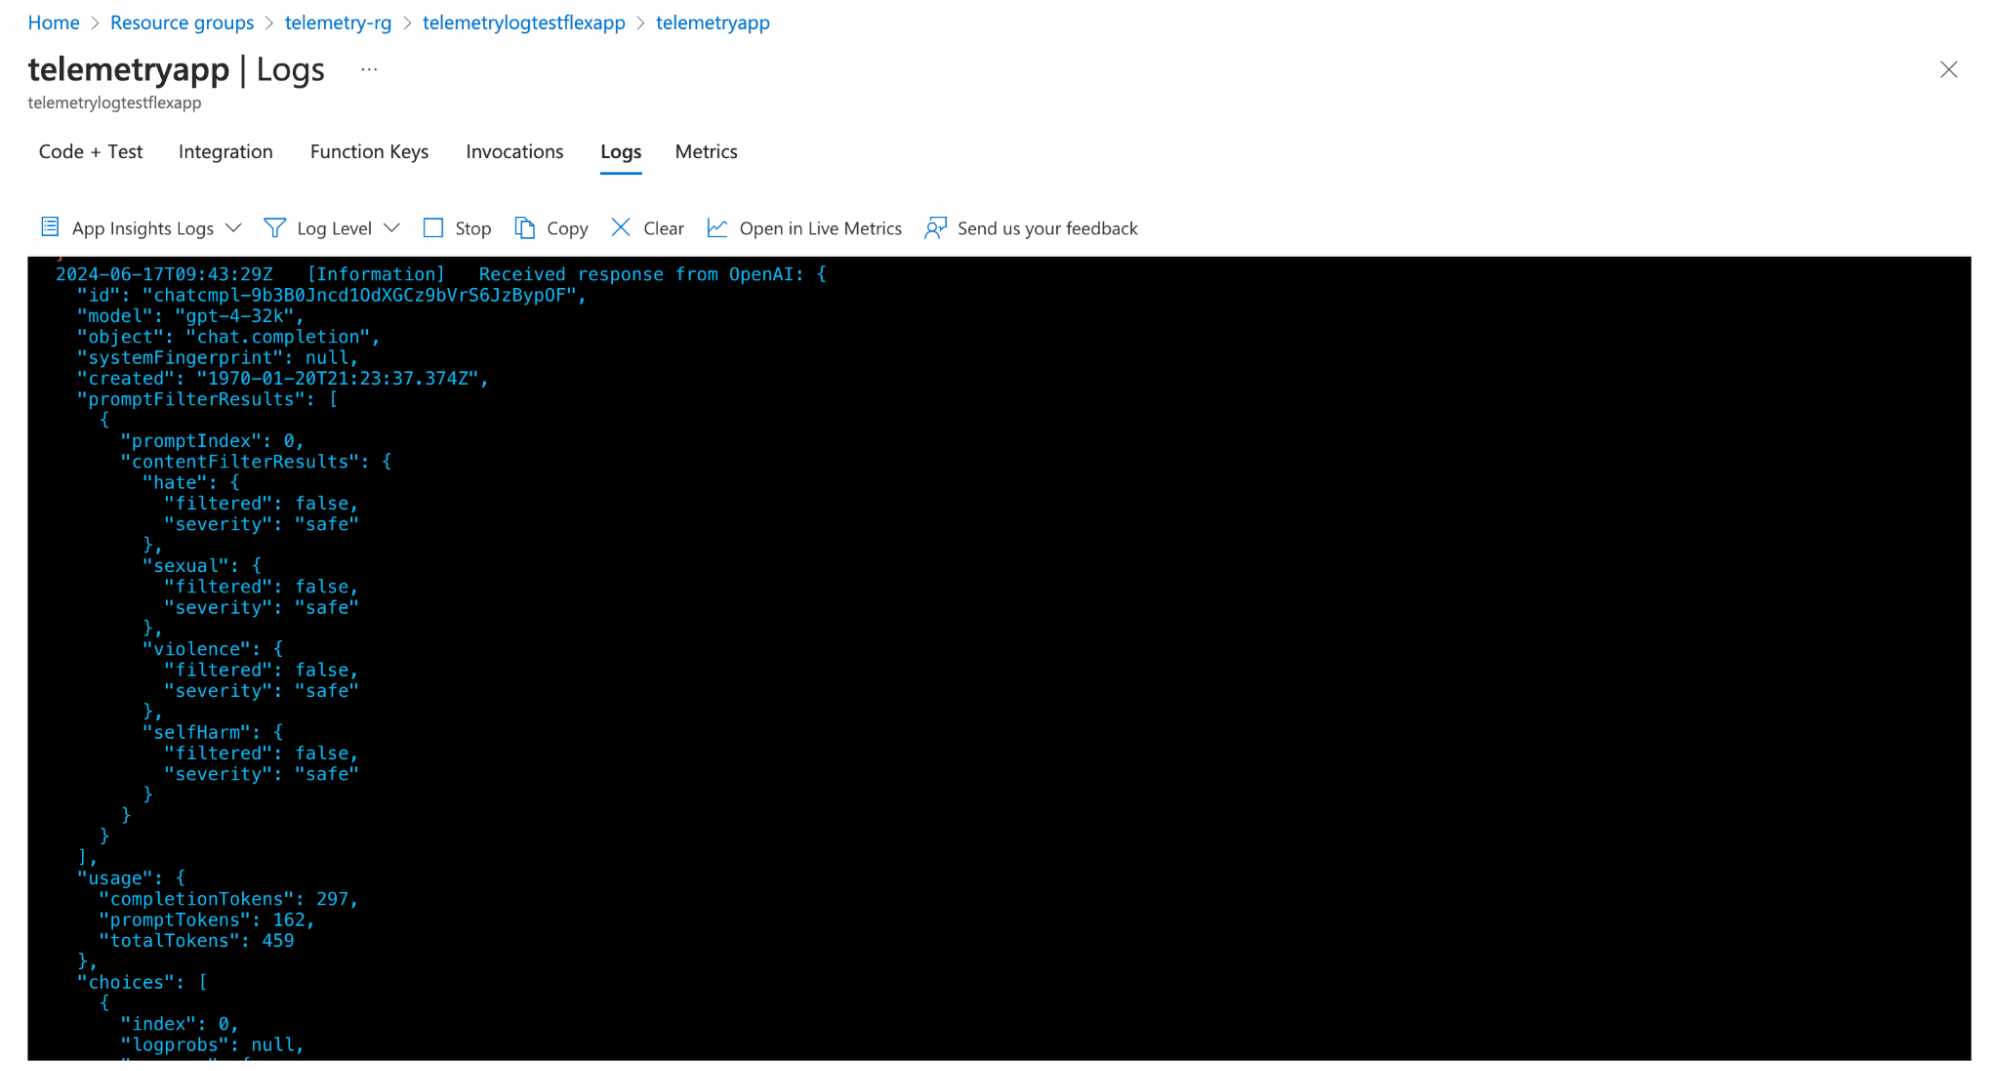 Home > Resource groups > telemetry-rg > telemetrylogtestflexapp > telemetryapp
telemetryapp | Logs ...
telemetrylogtestflexapp
Code + Test Integration Function Keys Invocations Logs Metrics
App Insights Logs Log Level Stop Copy Clear Open in Live Metrics Send us your feedback
2024-06-17T09:43:29Z [Information] Received response from OpenAI: {
"id": "chatcmpl-9b3B0Jncd1OdXGCz9bVrS6JzBypOF",
"model": "gpt-4-32k",
"object": "chat.completion",
"systemFingerprint": null,
"created": "1970-01-20T21:23:37.374Z",
"promptFilterResults": [
{
"promptIndex": 0,
"contentFilterResults": {
"hate": {
"filtered": false,
"severity": "safe"
},
"sexual": {
"filtered": false,
"severity": "safe"
},
"violence": {
"filtered": false,
"severity": "safe"
},
"selfHarm": {
"filtered": false,
"severity": "safe"
}
}
}
],
"usage": {
"completionTokens": 297,
"promptTokens": 162,
"totalTokens": 459
},
"choices": [
{
"index": 0,
"logprobs": null,